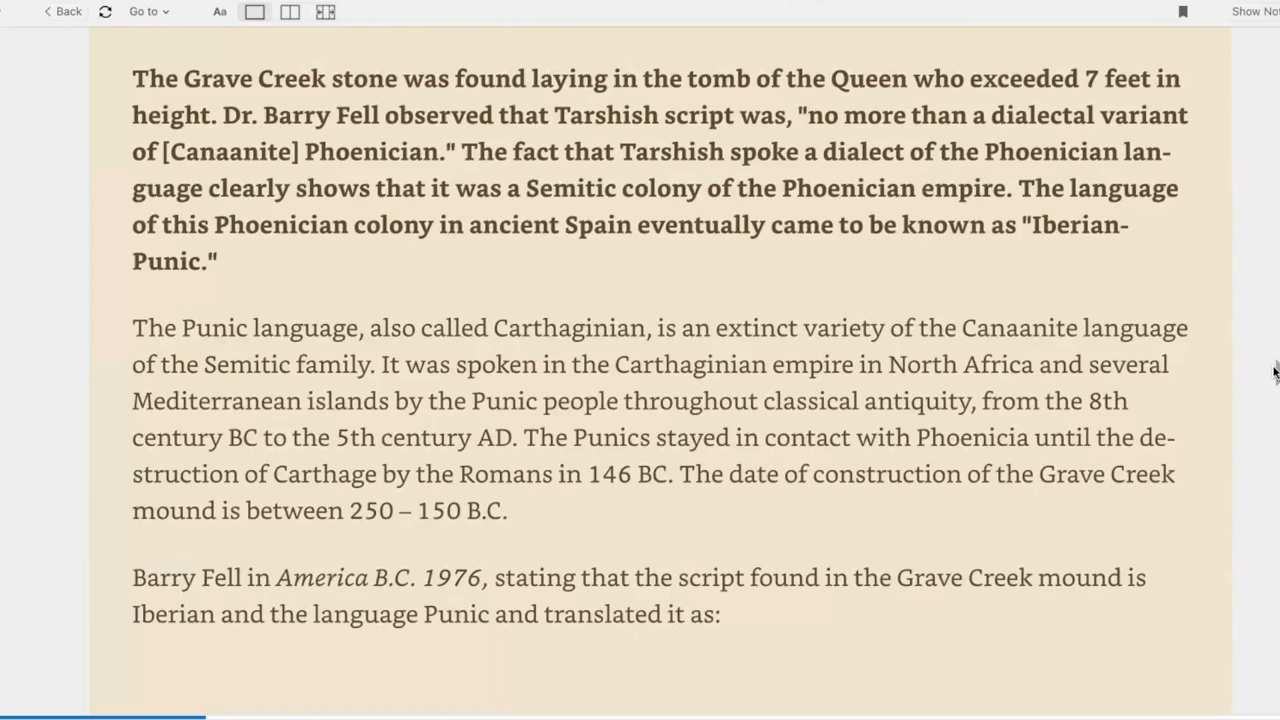 Back
Go to
Aa
The Grave Creek stone was found laying in the tomb of the Queen who exceeded 7 feet in
height. Dr. Barry Fell observed that Tarshish script was, "no more than a dialectal variant
of [Canaanite] Phoenician." The fact that Tarshish spoke a dialect of the Phoenician lan-
guage clearly shows that it was a Semitic colony of the Phoenician empire. The language
of this Phoenician colony in ancient Spain eventually came to be known as "Iberian-
Punic."
The Punic language, also called Carthaginian, is an extinct variety of the Canaanite language
of the Semitic family. It was spoken in the Carthaginian empire in North Africa and several
Mediterranean islands by the Punic people throughout classical antiquity, from the 8th
century BC to the 5th century AD. The Punics stayed in contact with Phoenicia until the de-
struction of Carthage by the Romans in 146 BC. The date of construction of the Grave Creek
mound is between 250 – 150 B.C.
Barry Fell in America B.C. 1976, stating that the script found in the Grave Creek mound is
Iberian and the language Punic and translated it as: